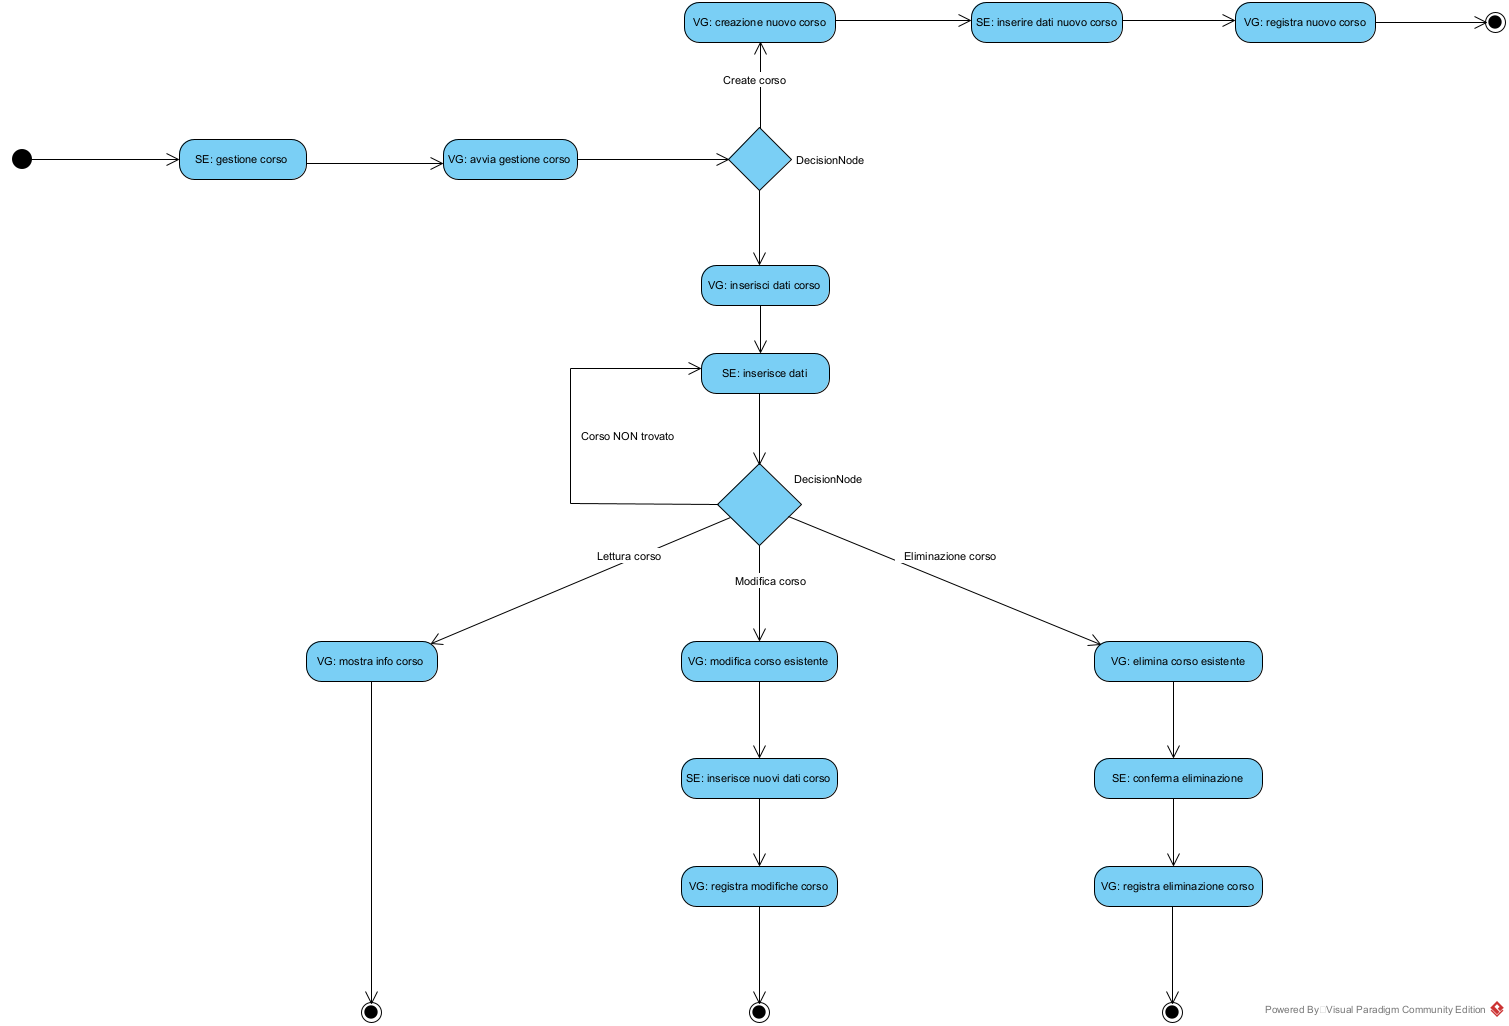 VG: creazione nuovo corso
SE: inserire dati nuovo corso
VG: registra nuovo corso
Create corso
SE: gestione corso
VG: avvia gestione corso
DecisionNode
VG: inserisci dati corso
SE: inserisce dati
Corso NON trovato
DecisionNode
Lettura corso
Eliminazione corso
Modifica corso
VG: mostra info corso
VG: modifica corso esistente
VG: elimina corso esistente
SE: inserisce nuovi dati corso
SE: conferma eliminazione
VG: registra modifiche corso
VG: registra eliminazione corso
Powered By Visual Paradigm Community Edition